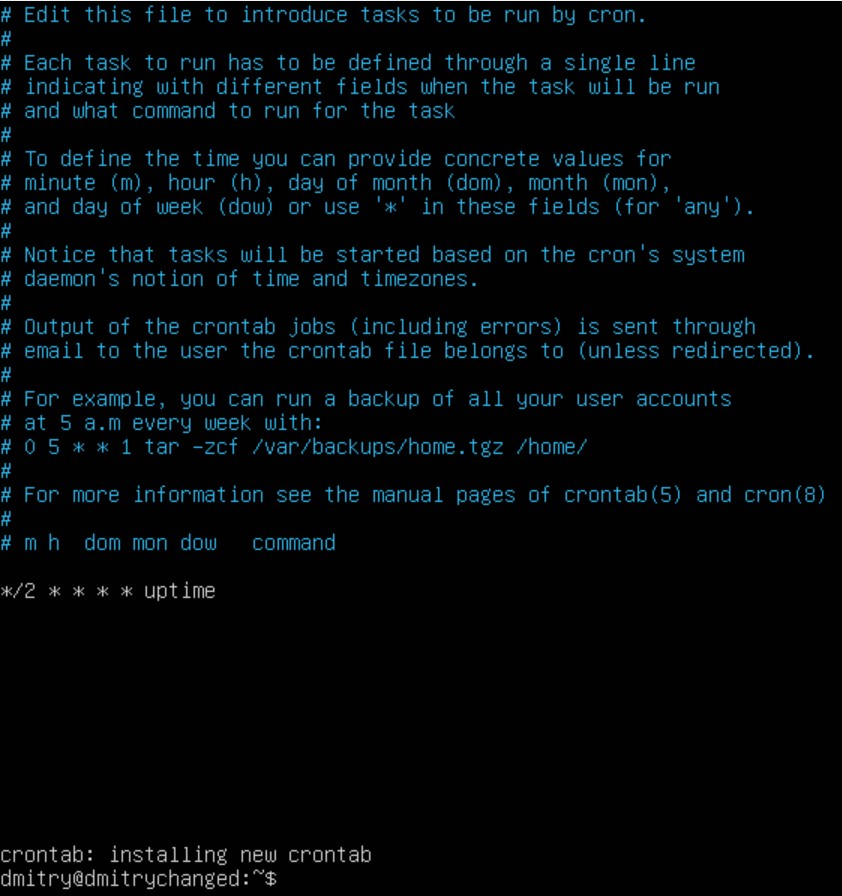 # Edit this file to introduce tasks to be run by cron.
#
# Each task to run has to be defined through a single line
# indicating with different fields when the task will be run
# and what command to run for the task
#
# To define the time you can provide concrete values for
# minute (m), hour (h), day of month (dom), month (mon),
# and day of week (dow) or use '*' in these fields (for 'any').
#
# Notice that tasks will be started based on the cron's system
# daemon's notion of time and timezones.
#
# Output of the crontab jobs (including errors) is sent through
# email to the user the crontab file belongs to (unless redirected).
#
# For example, you can run a backup of all your user accounts
# at 5 a.m every week with:
# 0 5 * * 1 tar -zcf /var/backups/home.tgz /home/
#
# For more information see the manual pages of crontab(5) and cron(8)
#
# m h  dom mon dow   command
*/2 * * * * uptime
crontab: installing new crontab
dmitry@dmitrychanged:~$